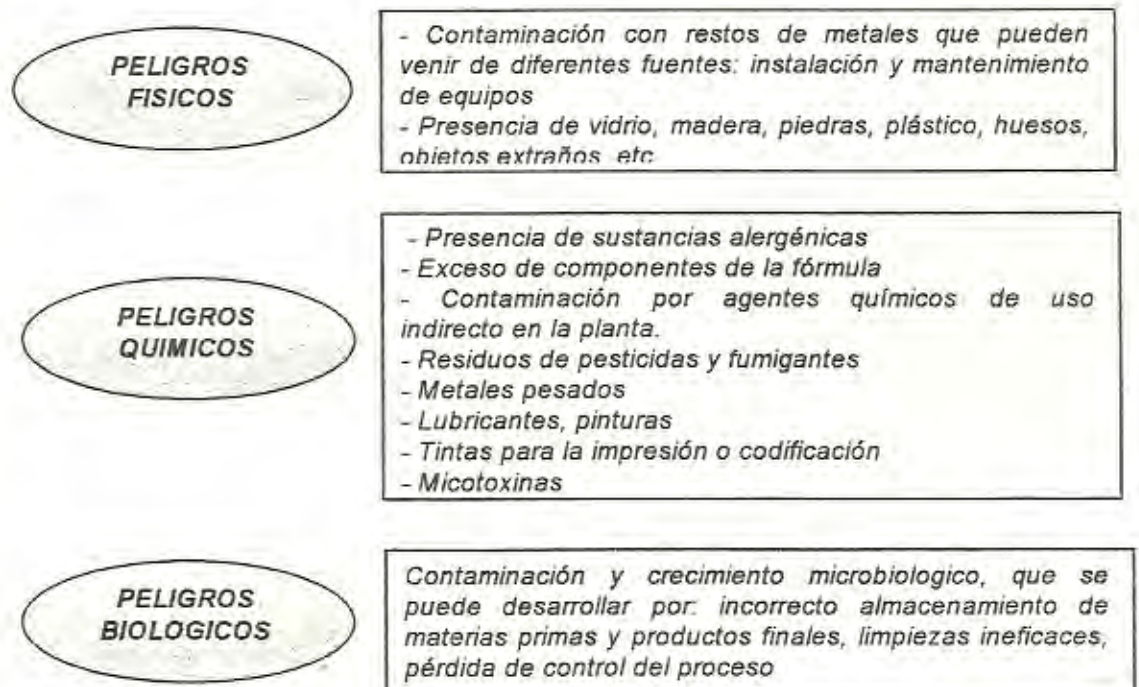 PELIGROS
FISICOS
- Contaminación con restos de metales que pueden
venir de diferentes fuentes: instalación y mantenimiento
de equipos
- Presencia de vidrio, madera, piedras, plástico, huesos,
objetos extraños etc
PELIGROS
QUIMICOS
- Presencia de sustancias alergénicas
- Exceso de componentes de la fórmula
- Contaminación por agentes químicos de uso
indirecto en la planta.
- Residuos de pesticidas y fumigantes
- Metales pesados
- Lubricantes, pinturas
- Tintas para la impresión o codificación
- Micotoxinas
PELIGROS
BIOLOGICOS
Contaminación y crecimiento microbiologico, que se
puede desarrollar por: incorrecto almacenamiento de
materias primas y productos finales, limpiezas ineficaces,
pérdida de control del proceso